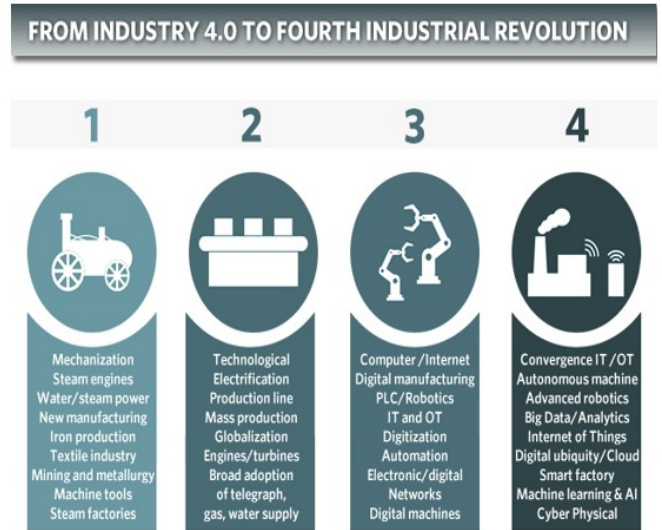 FROM INDUSTRY 4.0 TO FOURTH INDUSTRIAL REVOLUTION
1
2
3
4
Mechanization
Steam engines
Water/steam power
New manufacturing
Iron production
Textile industry
Mining and metallurgy
Machine tools
Steam factories
Technological
Electrification
Production line
Mass production
Globalization
Engines/turbines
Broad adoption
of telegraph,
gas, water supply
Computer /Internet
Digital manufacturing
PLC/Robotics
IT and OT
Digitization
Automation
Electronic/digital
Networks
Digital machines
Convergence IT /OT
Autonomous machine
Advanced robotics
Big Data/Analytics
Internet of Things
Digital ubiquity/Cloud
Smart factory
Machine learning & AI
Cyber Physical